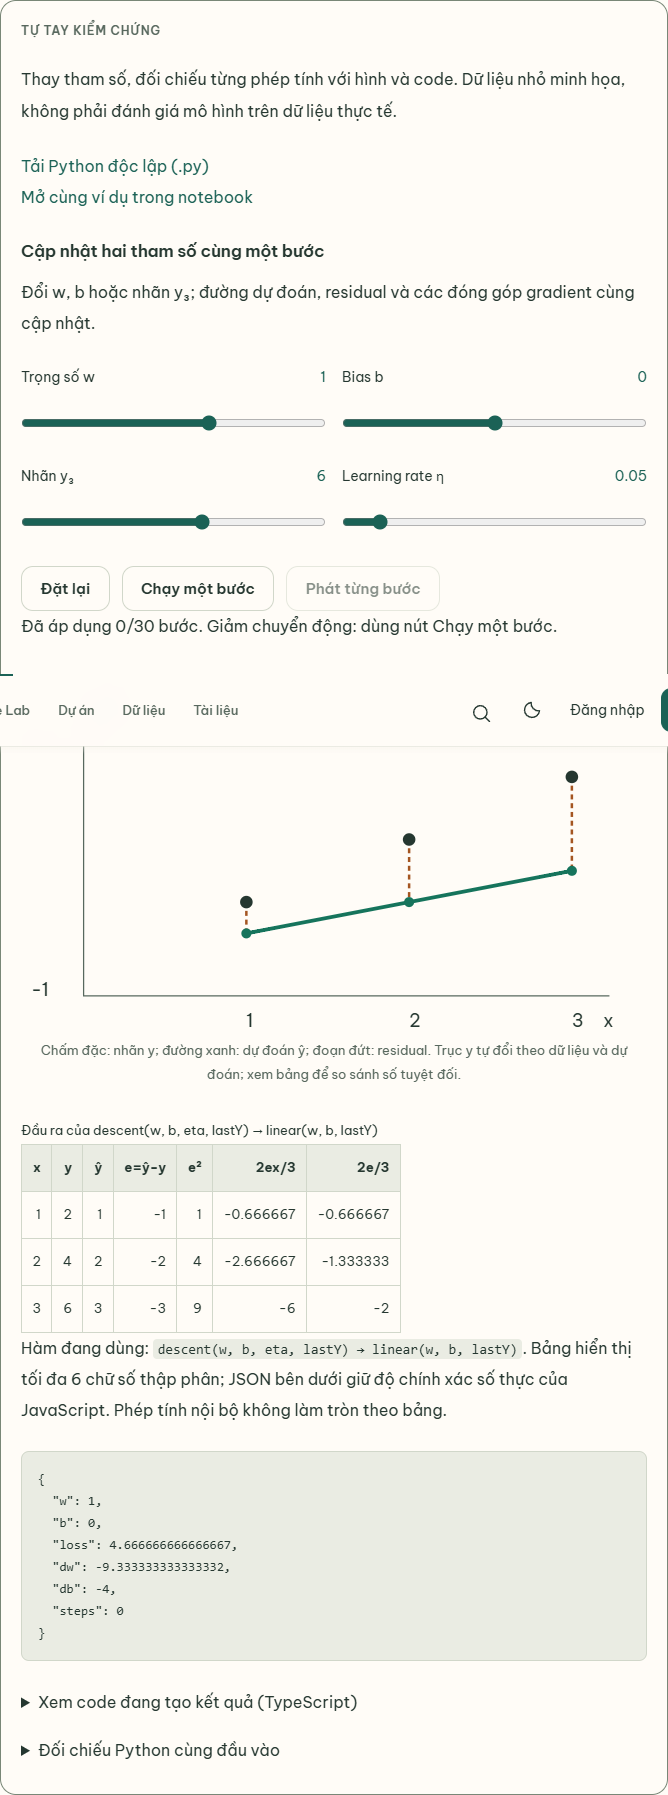 TỰ TAY KIỂM CHỨNG
Thay tham số, đối chiếu từng phép tính với hình và code. Dữ liệu nhỏ minh họa,
không phải đánh giá mô hình trên dữ liệu thực tế.
Tải Python độc lập (.py)
Mở cùng ví dụ trong notebook
Cập nhật hai tham số cùng một bước
Đổi w, b hoặc nhãn y₃; đường dự đoán, residual và các đóng góp gradient cùng
cập nhật.
Trọng số w 1 Bias b 0
Nhãn y₃ 6 Learning rate η 0.05
Đặt lại Chạy một bước Phát từng bước
Đã áp dụng 0/30 bước. Giảm chuyển động: dùng nút Chạy một bước.
e Lab Dự án Dữ liệu Tài liệu Đăng nhập
-1
1 2 3 x
Chấm đặc: nhãn y; đường xanh: dự đoán ŷ; đoạn đứt: residual. Trục y tự đổi theo dữ liệu và dự
đoán; xem bảng để so sánh số tuyệt đối.
Đầu ra của descent(w, b, eta, lastY) → linear(w, b, lastY)
x y ŷ e=ŷ-y e² 2ex/3 2e/3
1 2 1 -1 1 -0.666667 -0.666667
2 4 2 -2 4 -2.666667 -1.333333
3 6 3 -3 9 -6 -2
Hàm đang dùng: descent(w, b, eta, lastY) → linear(w, b, lastY). Bảng hiển thị
tối đa 6 chữ số thập phân; JSON bên dưới giữ độ chính xác số thực của
JavaScript. Phép tính nội bộ không làm tròn theo bảng.
{
"w": 1,
"b": 0,
"loss": 4.666666666666667,
"dw": -9.333333333333332,
"db": -4,
"steps": 0
}
Xem code đang tạo kết quả (TypeScript)
Đối chiếu Python cùng đầu vào